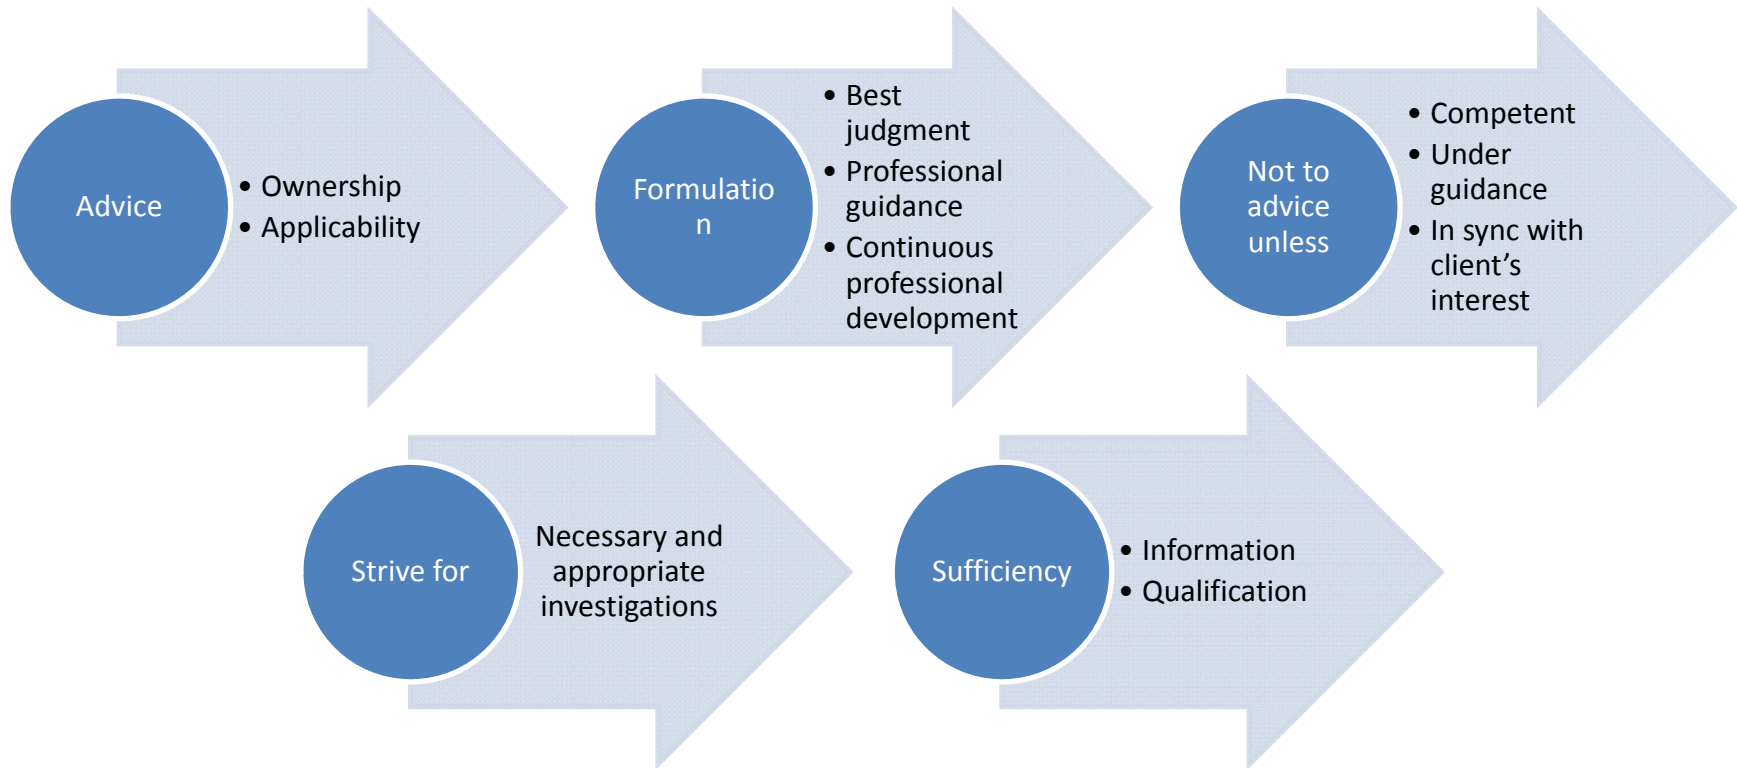 Advice
• Ownership
• Applicability
Formulatio
n
• Best
judgment
• Professional
guidance
• Continuous
professional
development
Not to
advice
unless
• Competent
• Under
guidance
• In sync with
client’s
interest
Strive for
Necessary and
appropriate
investigations
Sufficiency
• Information
• Qualification